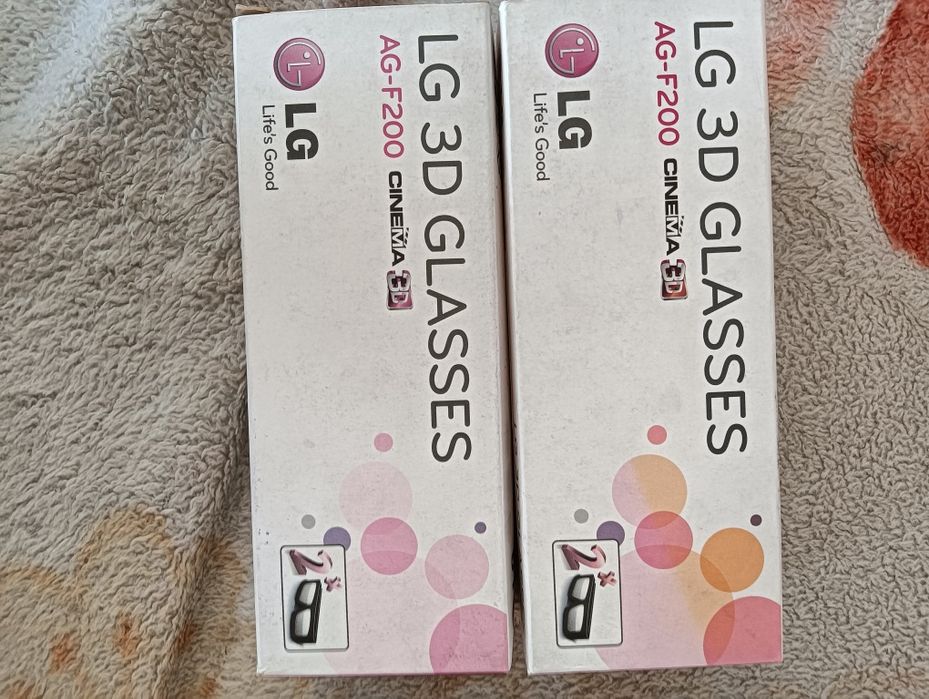 LG 3D GLASSES
AG-F200 CINEMA 3D
LG
Life's Good
2x
LG 3D GLASSES
AG-F200 CINEMA 3D
LG
Life's Good
2x